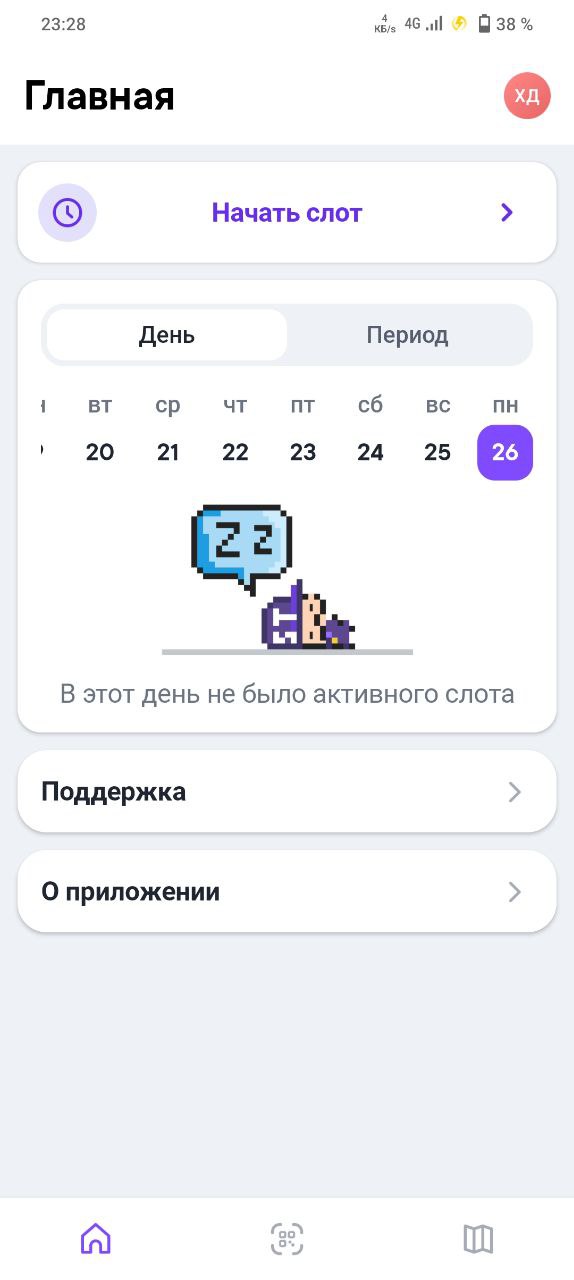 23:28 4 КБ/s 4G 38 %
Главная
ХД
Начать слот
День Период
вт ср чт пт сб вс пн
20 21 22 23 24 25 26
Z Z
В этот день не было активного слота
Поддержка
О приложении